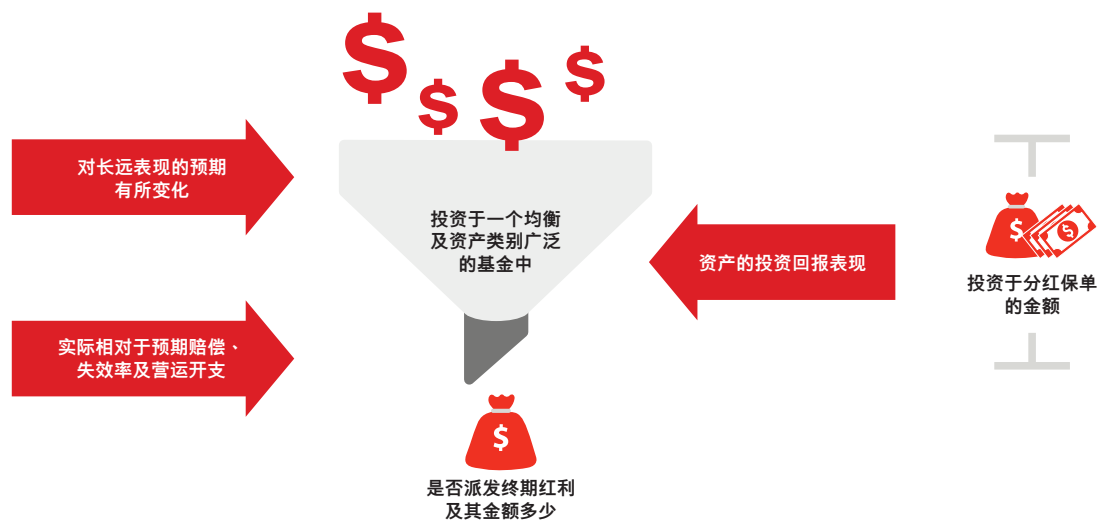 $ $ $ $
对长远表现的预期
有所变化
投资于一个均衡
及资产类别广泛
的基金中
资产的投资回报表现
$
$
投资于分红保单
的金额
实际相对于预期赔偿、
失效率及营运开支
$
是否派发终期红利
及其金额多少